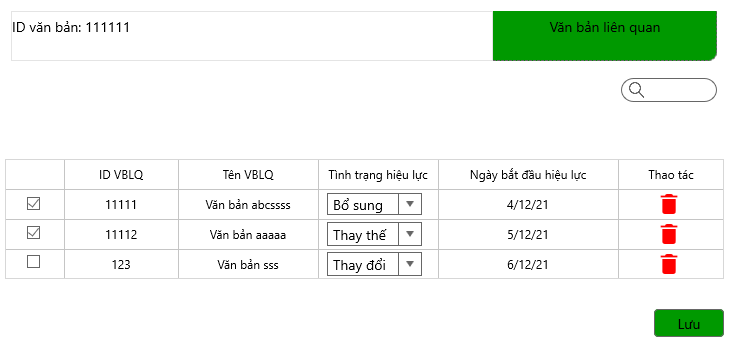 ID văn bản: 111111
Văn bản liên quan
ID VBLQ Tên VBLQ Tình trạng hiệu lực Ngày bắt đầu hiệu lực Thao tác
11111 Văn bản abcssss Bổ sung 4/12/21
11112 Văn bản aaaaa Thay thế 5/12/21
123 Văn bản sss Thay đổi 6/12/21
Lưu